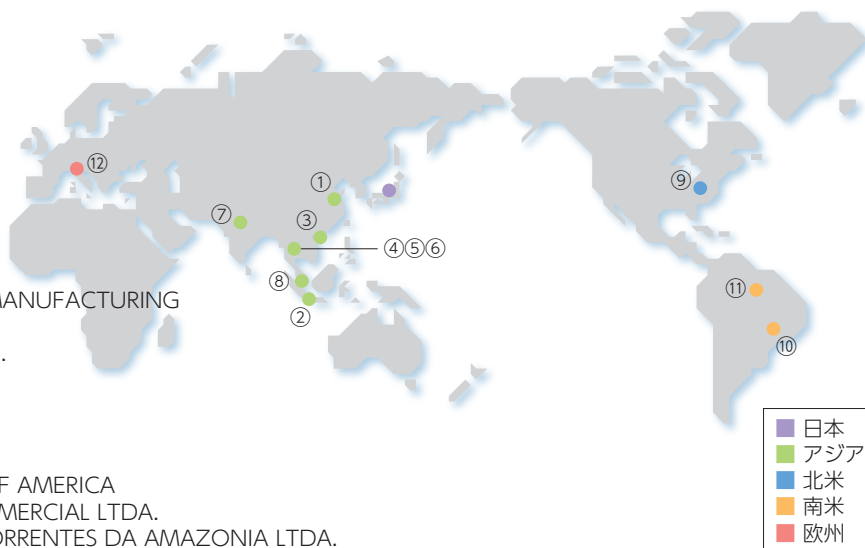 ⑫
①
⑦
③
④⑤⑥
⑧
②
⑨
⑪
⑩
MANUFACTURING
.
F AMERICA
MERCIAL LTDA.
ORRENTES DA AMAZONIA LTDA.
日本
アジア
北米
南米
欧州